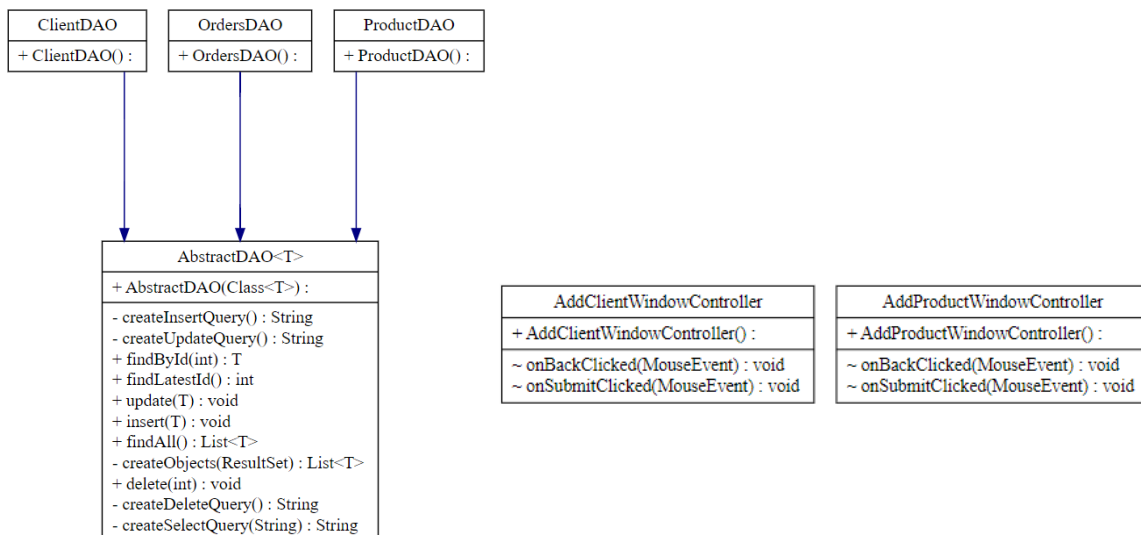 ClientDAO
+ ClientDAO() :
OrdersDAO
+ OrdersDAO() :
ProductDAO
+ ProductDAO() :
AbstractDAO<T>
+ AbstractDAO(Class<T>) :
- createInsertQuery() : String
- createUpdateQuery() : String
+ findById(int) : T
+ findLatestId() : int
+ update(T) : void
+ insert(T) : void
+ findAll() : List<T>
- createObjects(ResultSet) : List<T>
+ delete(int) : void
- createDeleteQuery() : String
- createSelectQuery(String) : String
AddClientWindowController
+ AddClientWindowController() :
~ onBackClicked(MouseEvent) : void
~ onSubmitClicked(MouseEvent) : void
AddProductWindowController
+ AddProductWindowController() :
~ onBackClicked(MouseEvent) : void
~ onSubmitClicked(MouseEvent) : void